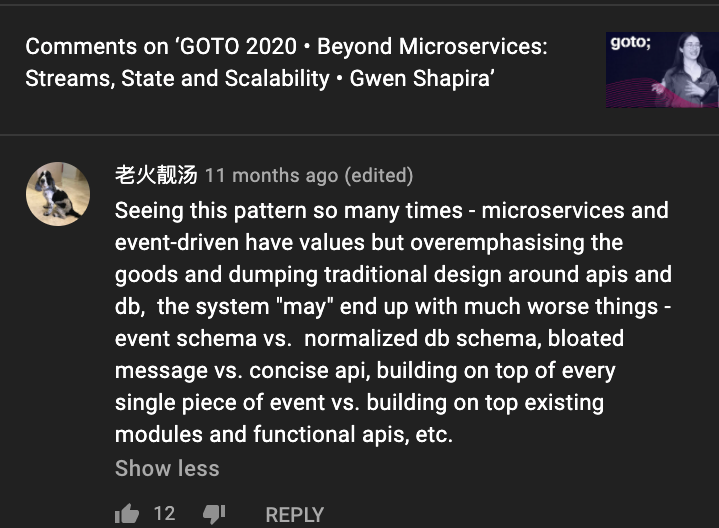 Comments on ‘GOTO 2020 • Beyond Microservices:
Streams, State and Scalability • Gwen Shapira’
goto;
老火靓汤 11 months ago (edited)
Seeing this pattern so many times - microservices and
event-driven have values but overemphasising the
goods and dumping traditional design around apis and
db,  the system "may" end up with much worse things -
event schema vs.  normalized db schema, bloated
message vs. concise api, building on top of every
single piece of event vs. building on top existing
modules and functional apis, etc.
Show less
12 REPLY